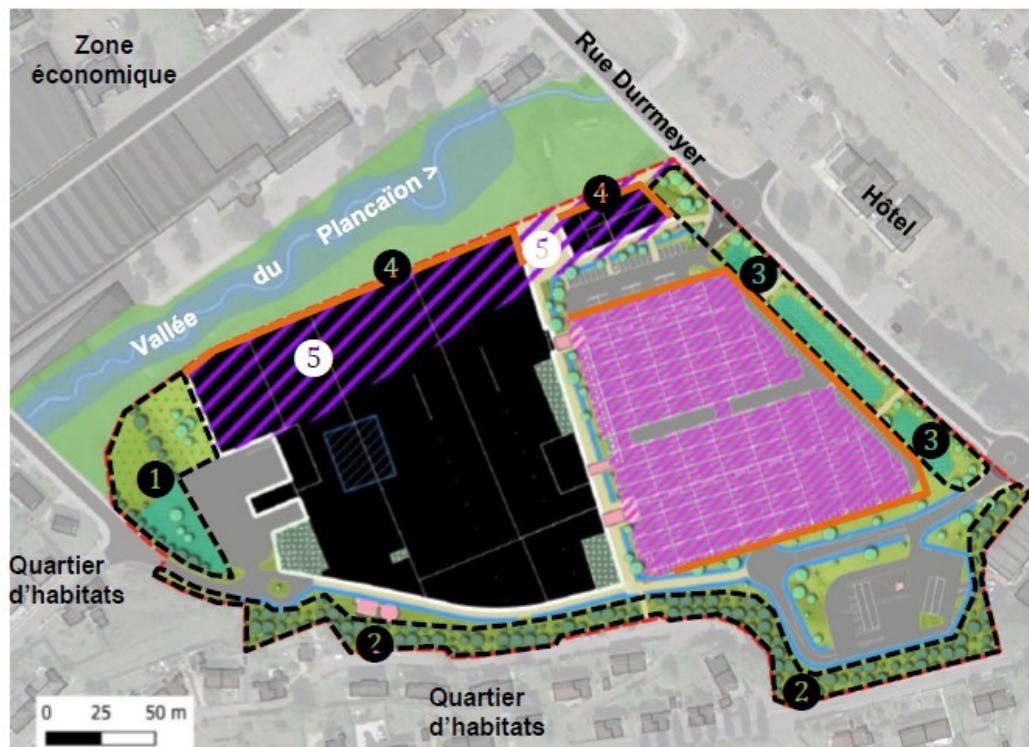 Zone
économique
Rue Durrmeyer
Hôtel
Vallée du Plancaïon >
4
4
5
5
3
3
1
2
2
Quartier
d'habitats
Quartier
d'habitats
0 25 50 m